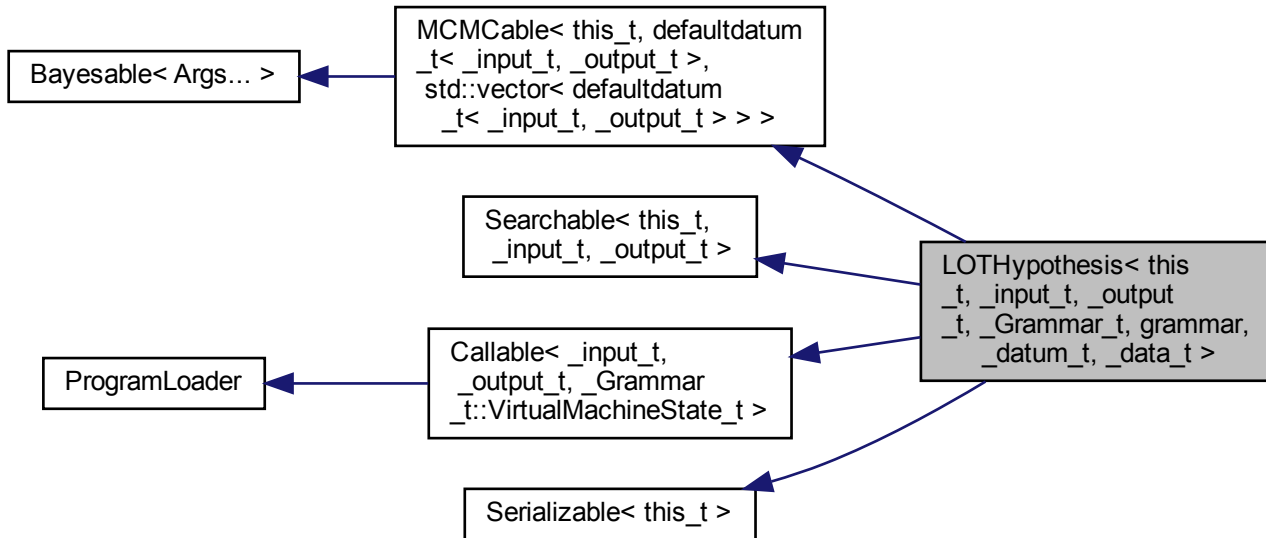 Bayesable< Args... >
MCMCable< this_t, defaultdatum
_t< _input_t, _output_t >,
std::vector< defaultdatum
_t< _input_t, _output_t > > >
Searchable< this_t,
_input_t, _output_t >
ProgramLoader
Callable< _input_t,
_output_t, _Grammar
_t::VirtualMachineState_t >
Serializable< this_t >
LOTHypothesis< this
_t, _input_t, _output
_t, _Grammar_t, grammar,
_datum_t, _data_t >